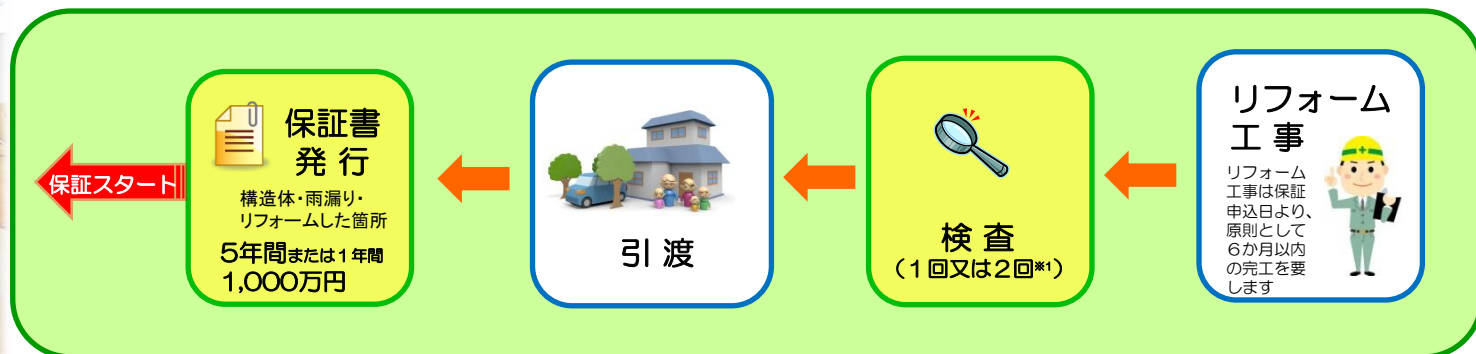 リフォーム
工 事
リフォーム
工事は保証
申込日より、
原則として
６か月以内
の完工を要
します
検 査
（１回又は２回※1）
引 渡
保証書
発 行
構造体・雨漏り・
リフォームした箇所
5年間または１年間
1,000万円
保証スタート